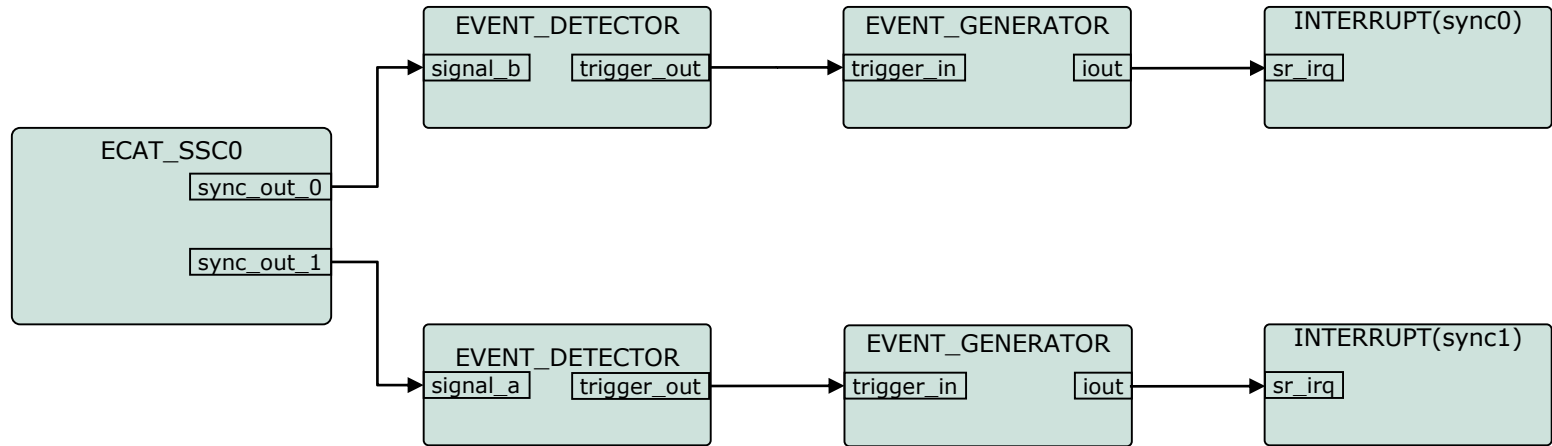 EVENT_DETECTOR
signal_b
trigger_out
EVENT_GENERATOR
trigger_in
iout
INTERRUPT(sync0)
sr_irq
ECAT_SSC0
sync_out_0
sync_out_1
EVENT_DETECTOR
signal_a
trigger_out
EVENT_GENERATOR
trigger_in
iout
INTERRUPT(sync1)
sr_irq